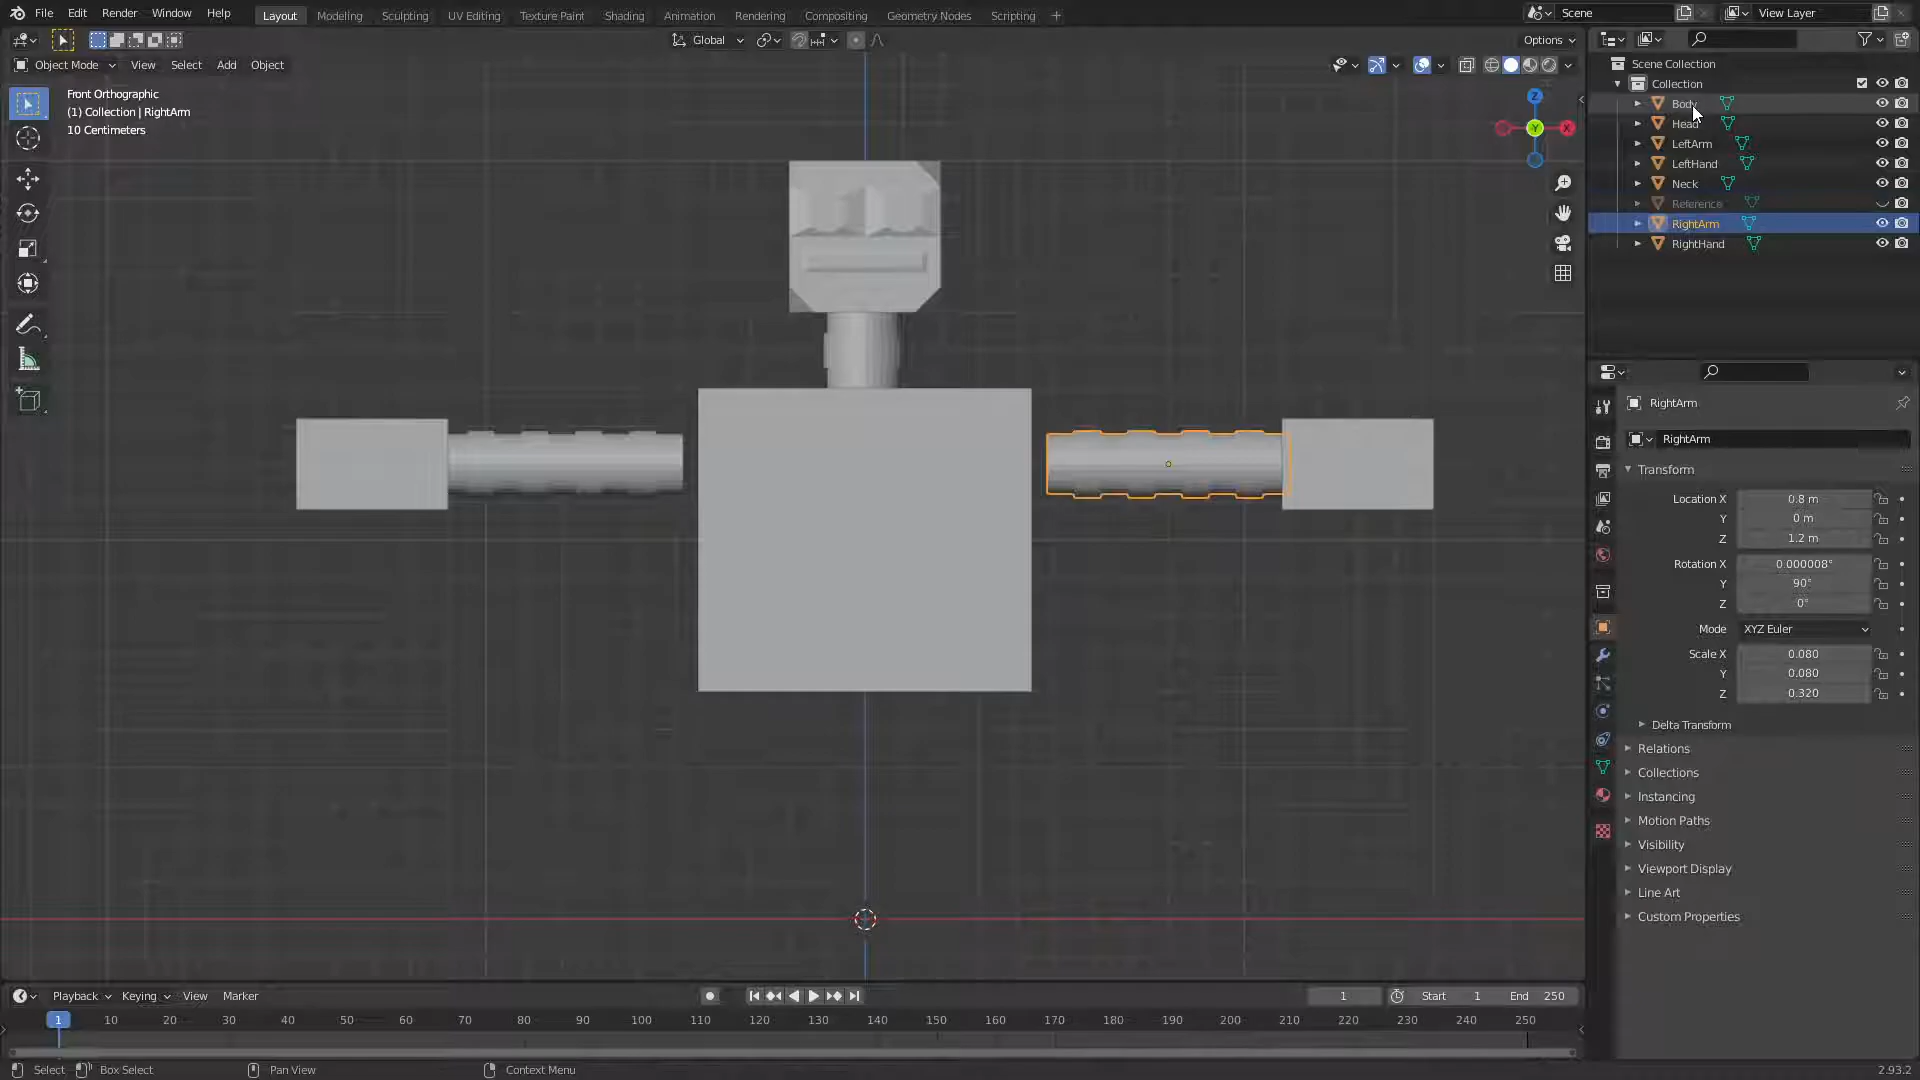 File Edit Render Window Help Layout Modeling Sculpting UV Editing Texture Paint Shading Animation Rendering Compositing Geometry Nodes Scripting + Scene View Layer
Global Options
Object Mode View Select Add Object
Front Orthographic
(1) Collection | RightArm
10 Centimeters
Z
Y
X
Scene Collection
Collection
Body
Head
LeftArm
LeftHand
Neck
Reference
RightArm
RightHand
RightArm
RightArm
Transform
Location X 0.8 m
Y 0 m
Z 1.2 m
Rotation X 0.000008°
Y 90°
Z 0°
Mode XYZ Euler
Scale X 0.080
Y 0.080
Z 0.320
Delta Transform
Relations
Collections
Instancing
Motion Paths
Visibility
Viewport Display
Line Art
Custom Properties
Playback Keying View Marker 1 Start 1 End 250
1 10 20 30 40 50 60 70 80 90 100 110 120 130 140 150 160 170 180 190 200 210 220 230 240 250
Select Box Select Pan View Context Menu 2.93.2